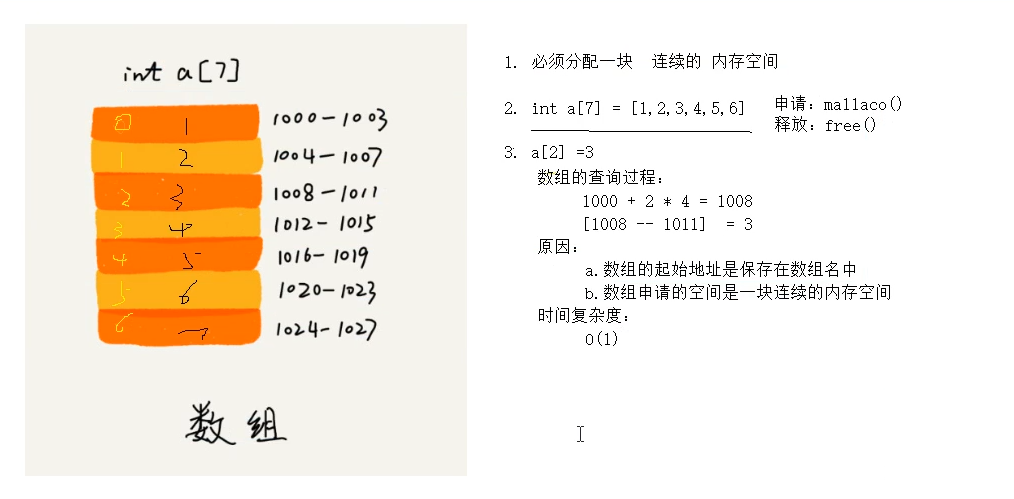 int a[7]
0 1 1000-1003
1 2 1004-1007
2 3 1008-1011
3 4 1012-1015
4 5 1016-1019
5 6 1020-1023
6 7 1024-1027
数组
1. 必须分配一块 连续的 内存空间
2. int a[7] = [1,2,3,4,5,6]
申请: mallaco()
释放: free()
3. a[2] =3
数组的查询过程:
1000 + 2 * 4 = 1008
[1008 -- 1011] = 3
原因:
a.数组的起始地址是保存在数组名中
b.数组申请的空间是一块连续的内存空间
时间复杂度:
O(1)